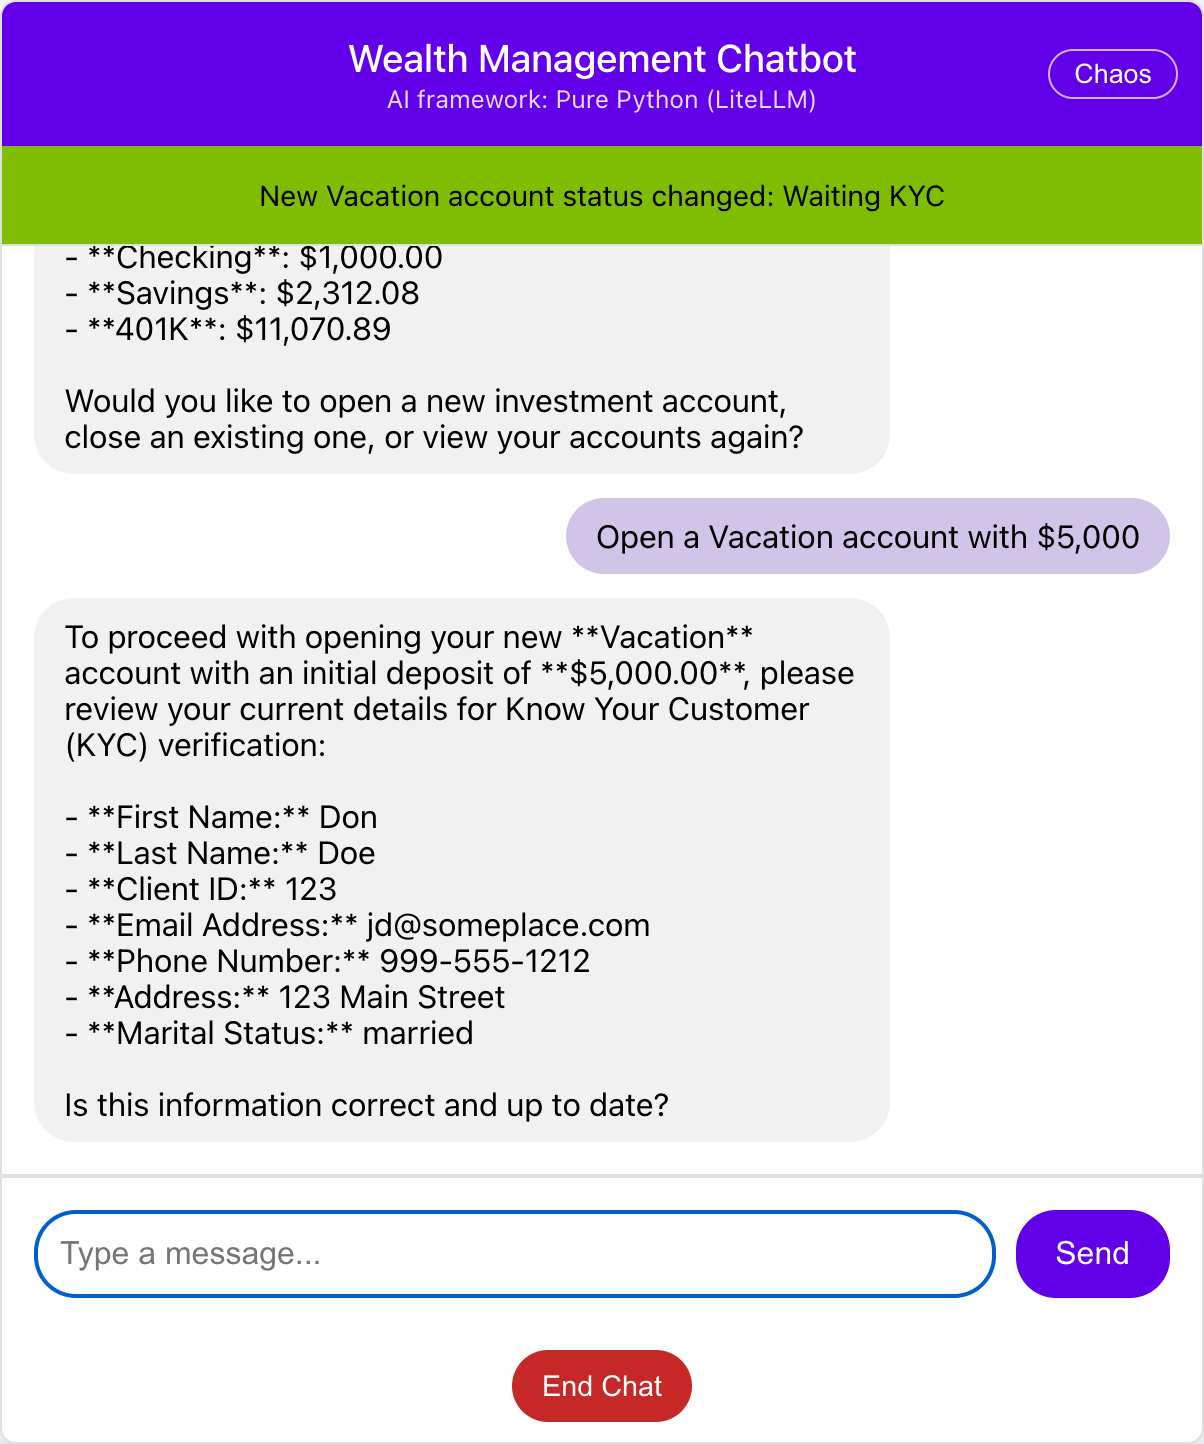 Wealth Management Chatbot
AI framework: Pure Python (LiteLLM)
Chaos
New Vacation account status changed: Waiting KYC
- **Checking**: $1,000.00
- **Savings**: $2,312.08
- **401K**: $11,070.89
Would you like to open a new investment account,
close an existing one, or view your accounts again?
Open a Vacation account with $5,000
To proceed with opening your new **Vacation**
account with an initial deposit of **$5,000.00**, please
review your current details for Know Your Customer
(KYC) verification:
- **First Name:** Don
- **Last Name:** Doe
- **Client ID:** 123
- **Email Address:** jd@someplace.com
- **Phone Number:** 999-555-1212
- **Address:** 123 Main Street
- **Marital Status:** married
Is this information correct and up to date?
Type a message...
Send
End Chat